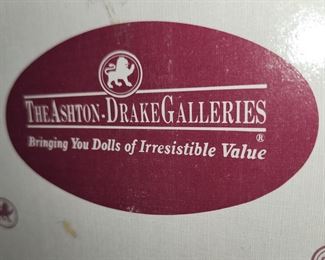 THE ASHTON-DRAKE GALLERIES
®
Bringing You Dolls of Irresistible Value